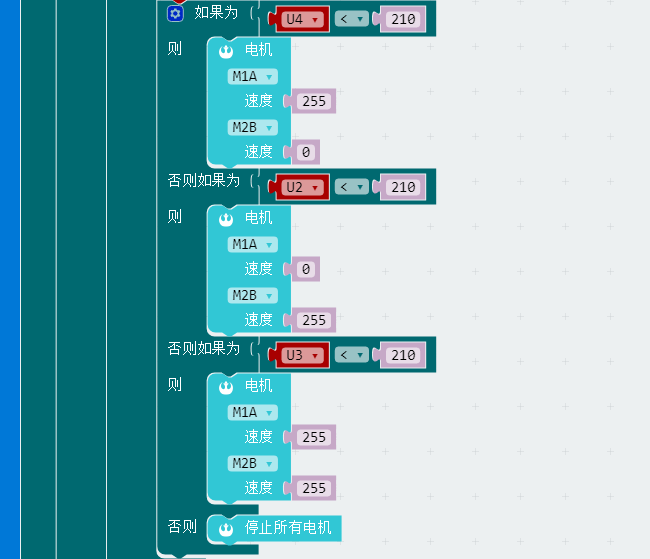 如果为 U4 < 210
则 电机
M1A
速度 255
M2B
速度 0
否则如果为 U2 < 210
则 电机
M1A
速度 0
M2B
速度 255
否则如果为 U3 < 210
则 电机
M1A
速度 255
M2B
速度 255
否则 停止所有电机